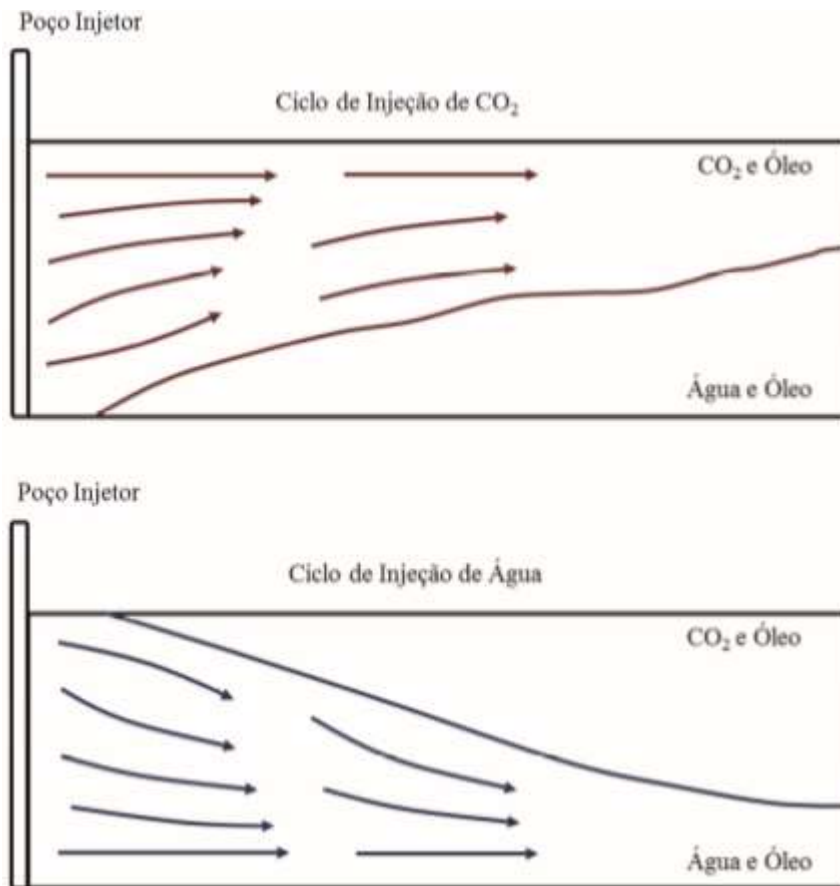 Poço Injetor
Ciclo de Injeção de CO₂
CO₂ e Óleo
Água e Óleo
Poço Injetor
Ciclo de Injeção de Água
CO₂ e Óleo
Água e Óleo